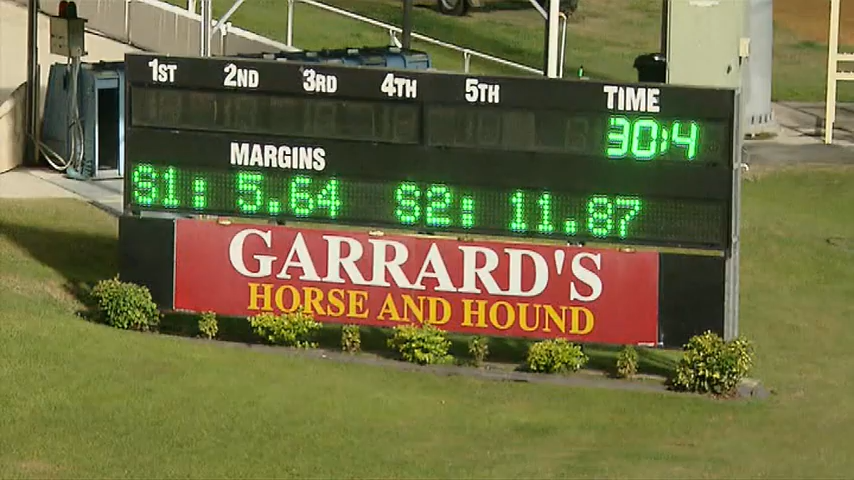 1ST 2ND 3RD 4TH 5TH TIME
30:4
MARGINS
S1: 5.64 S2: 11.87
GARRARD'S
HORSE AND HOUND